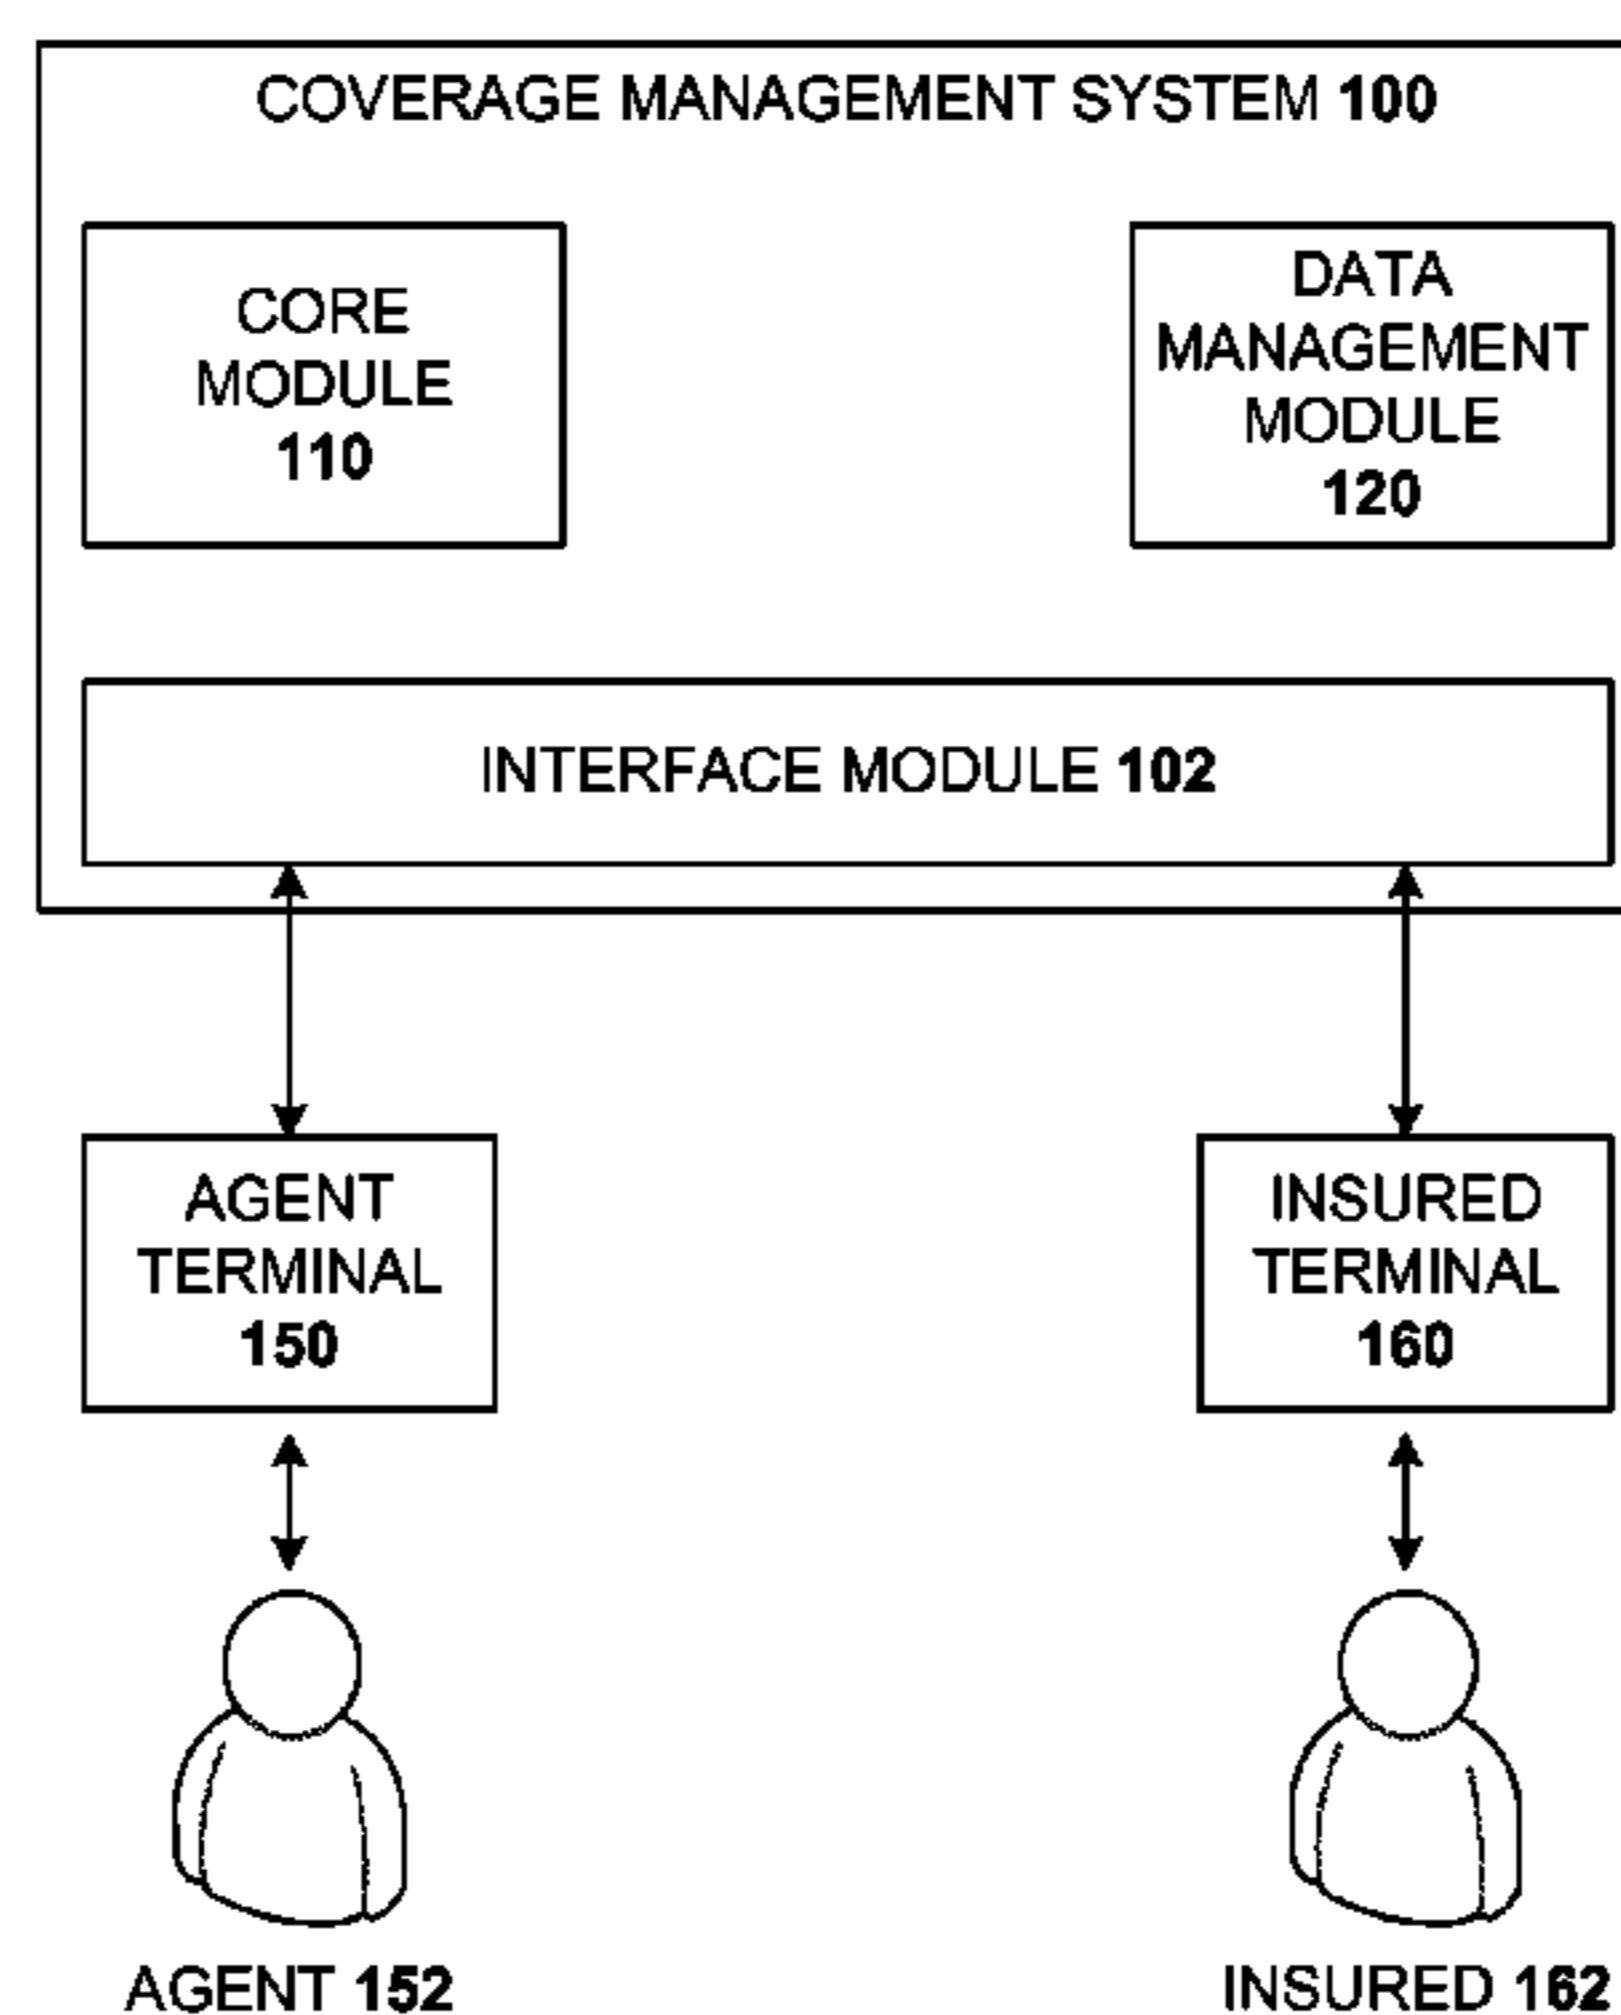 COVERAGE MANAGEMENT SYSTEM 100
CORE
MODULE
110
DATA
MANAGEMENT
MODULE
120
INTERFACE MODULE 102
AGENT
TERMINAL
150
INSURED
TERMINAL
160
AGENT 152
INSURED 162